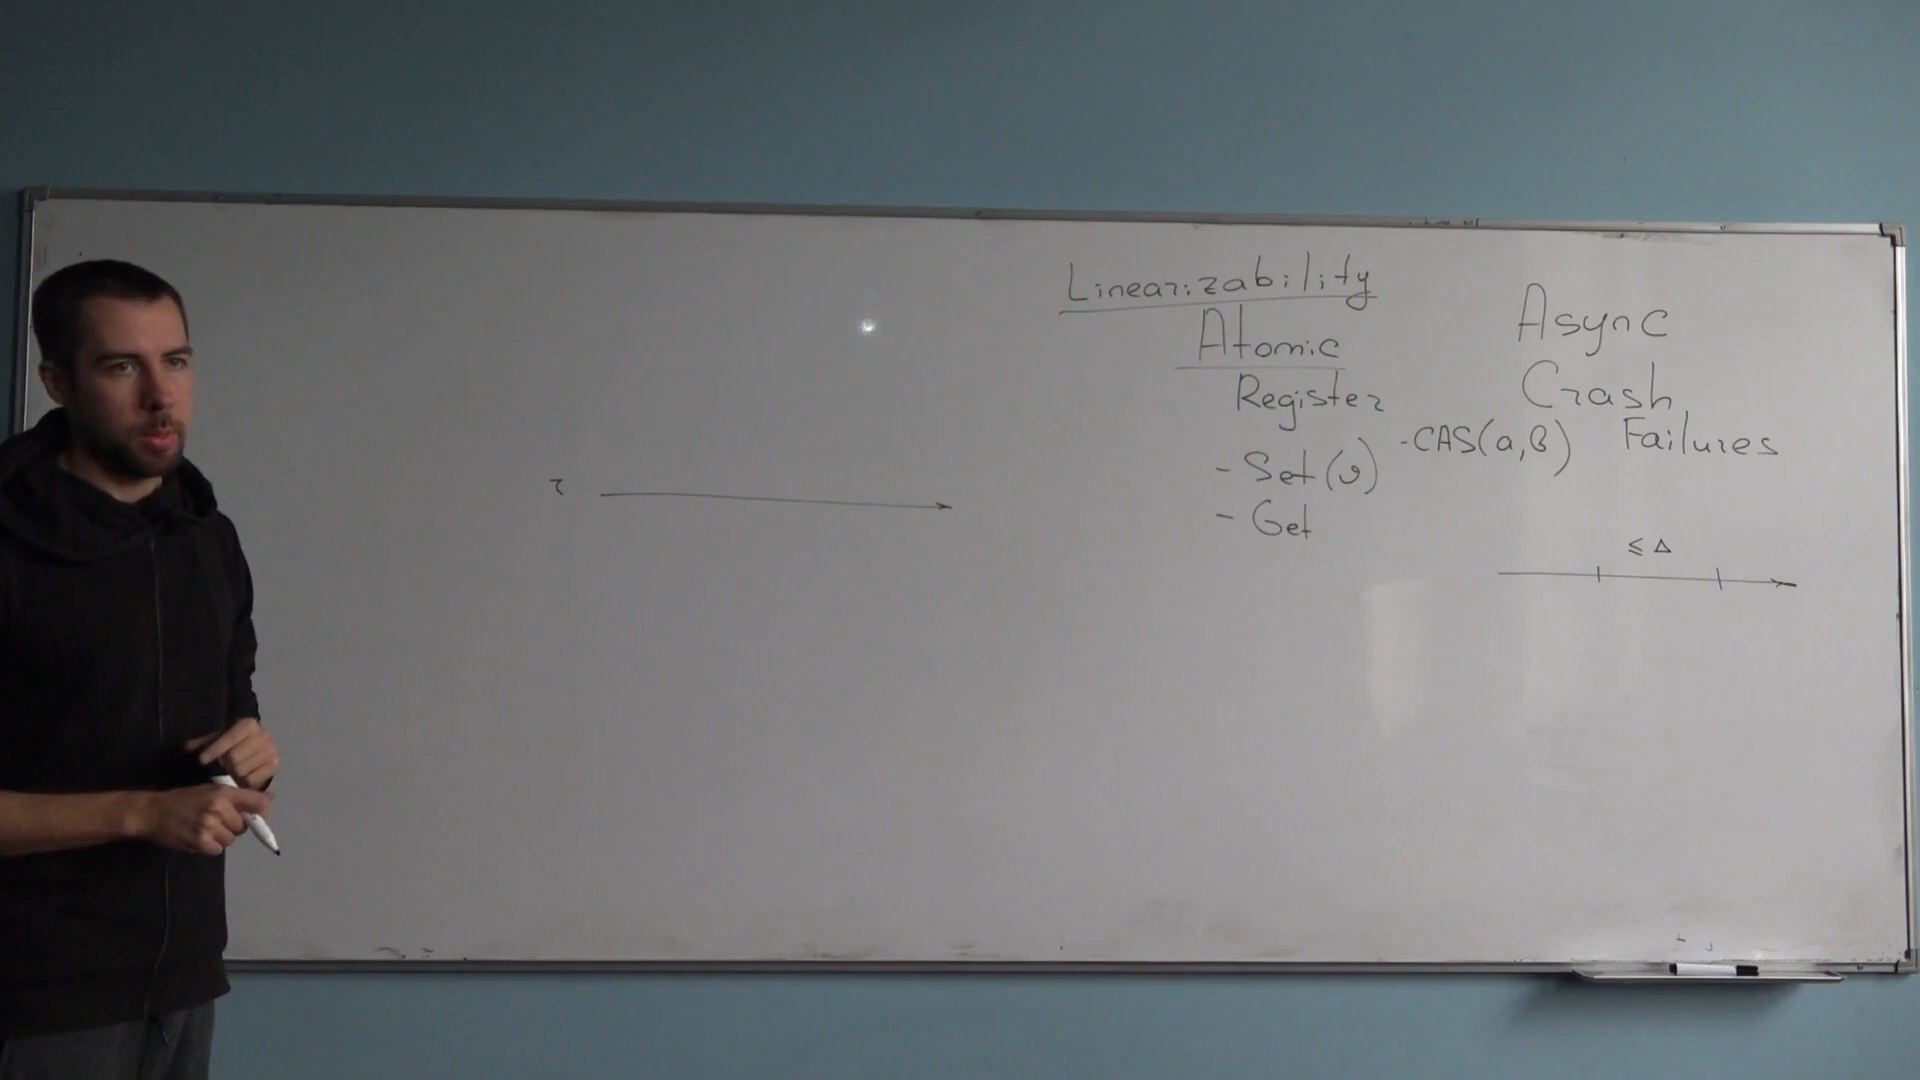 Linearizability
Atomic
Register
- Set(v)
- Get
- CAS(a,B)
Async
Crash
Failures
≤ Δ